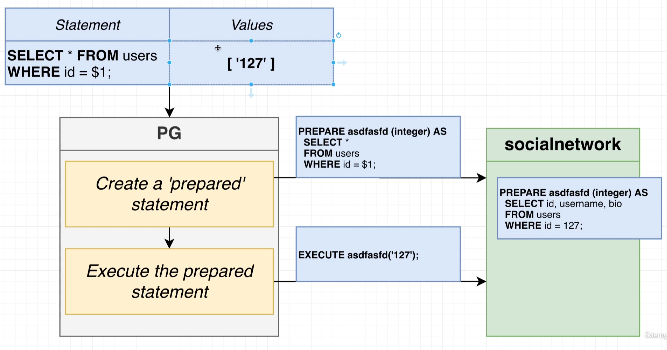 Statement
Values
SELECT * FROM users
WHERE id = $1;
[ '127' ]
PG
Create a 'prepared'
statement
Execute the prepared
statement
PREPARE asdfasfd (integer) AS
SELECT *
FROM users
WHERE id = $1;
EXECUTE asdfasfd('127');
socialnetwork
PREPARE asdfasfd (integer) AS
SELECT id, username, bio
FROM users
WHERE id = 127;